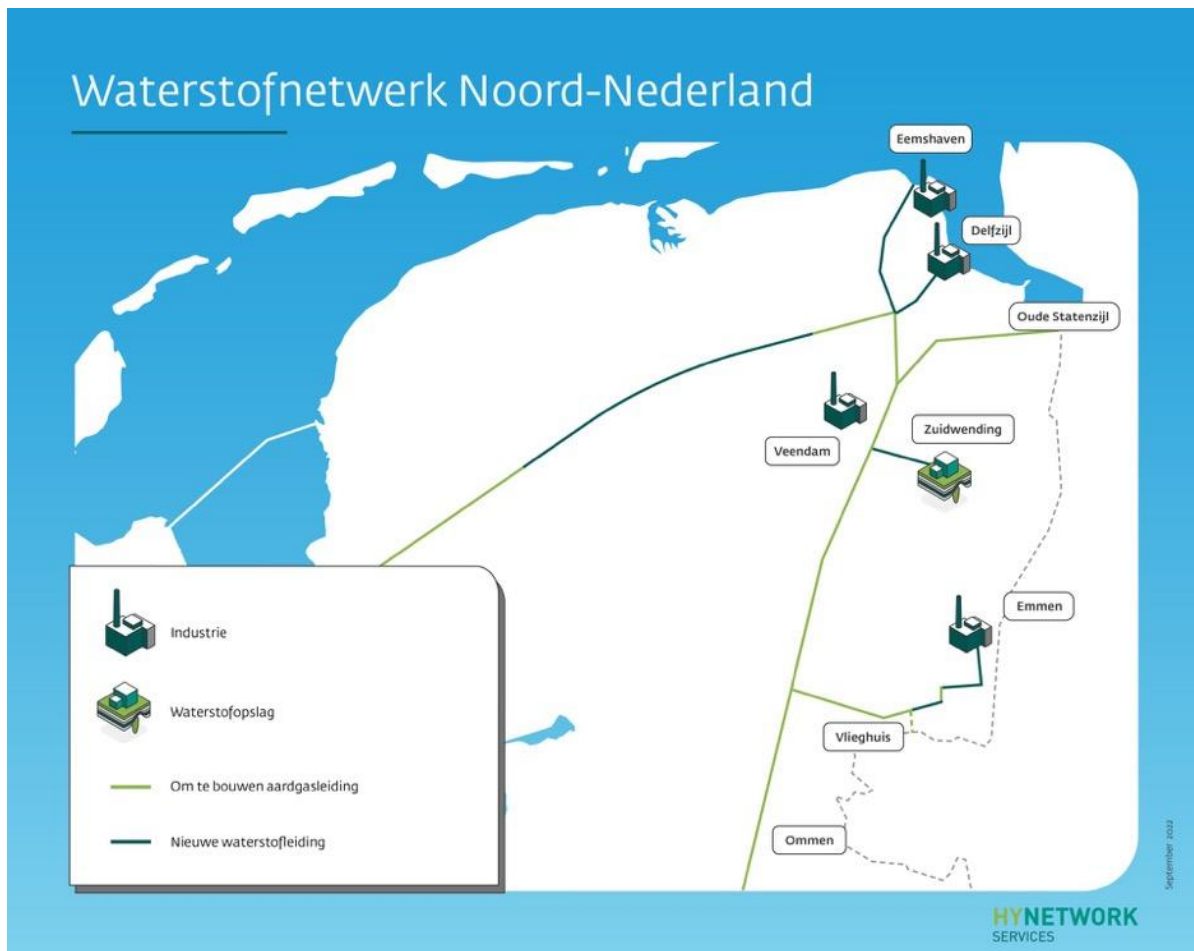 Waterstofnetwerk Noord-Nederland
Eemshaven
Delfzijl
Oude Statenzijl
Zuidwending
Veendam
Emmen
Vlieghuis
Ommen
Industrie
Waterstofopslag
Om te bouwen aardgasleiding
Nieuwe waterstofleiding
September 2022
HYNETWORK
SERVICES